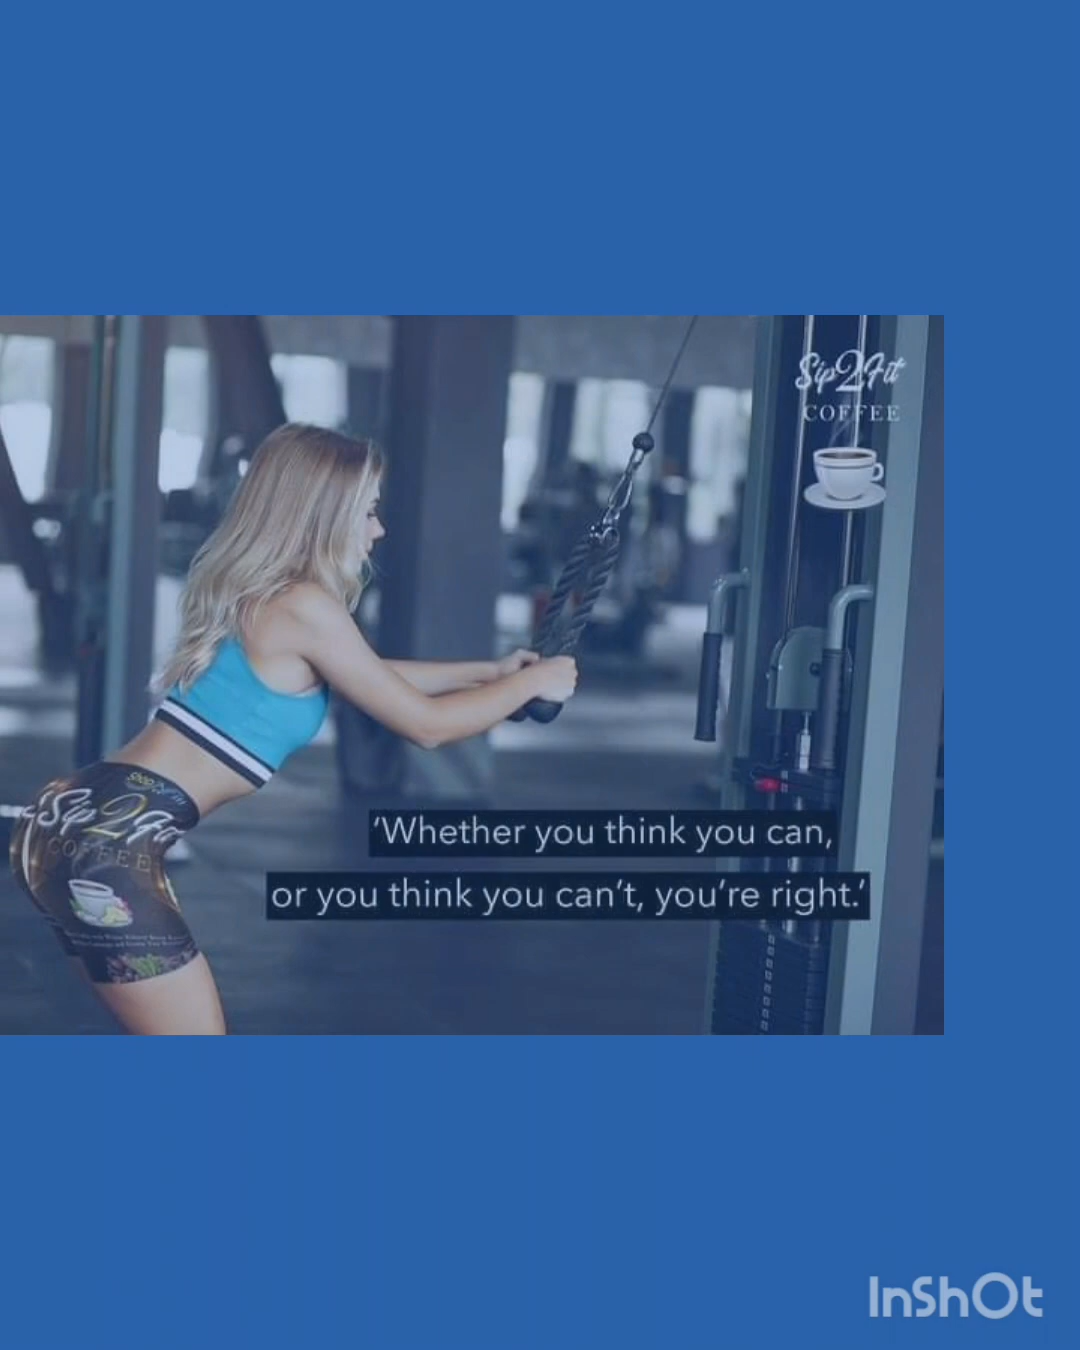 Sip2Fit
COFFEE
Sip2Fit
COFFEE
'Whether you think you can,
or you think you can't, you're right.'
InShOt